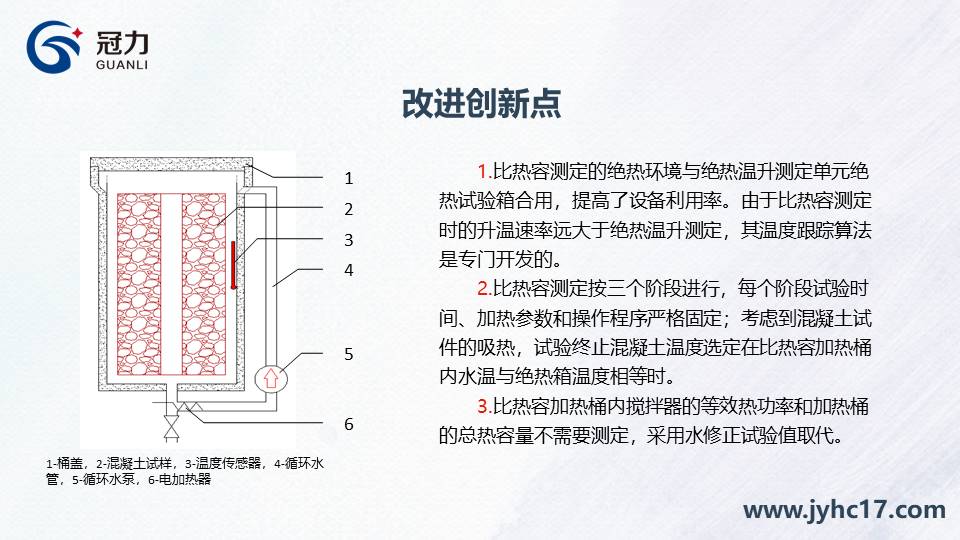 冠力
GUANLI
改进创新点
1
2
3
4
5
6
1-桶盖，2-混凝土试样，3-温度传感器，4-循环水
管，5-循环水泵，6-电加热器
1.比热容测定的绝热环境与绝热温升测定单元绝
热试验箱合用，提高了设备利用率。由于比热容测定
时的升温速率远大于绝热温升测定，其温度跟踪算法
是专门开发的。
2.比热容测定按三个阶段进行，每个阶段试验时
间、加热参数和操作程序严格固定；考虑到混凝土试
件的吸热，试验终止混凝土温度选定在比热容加热桶
内水温与绝热箱温度相等时。
3.比热容加热桶内搅拌器的等效热功率和加热桶
的总热容量不需要测定，采用水修正试验值取代。
www.jyhc17.com